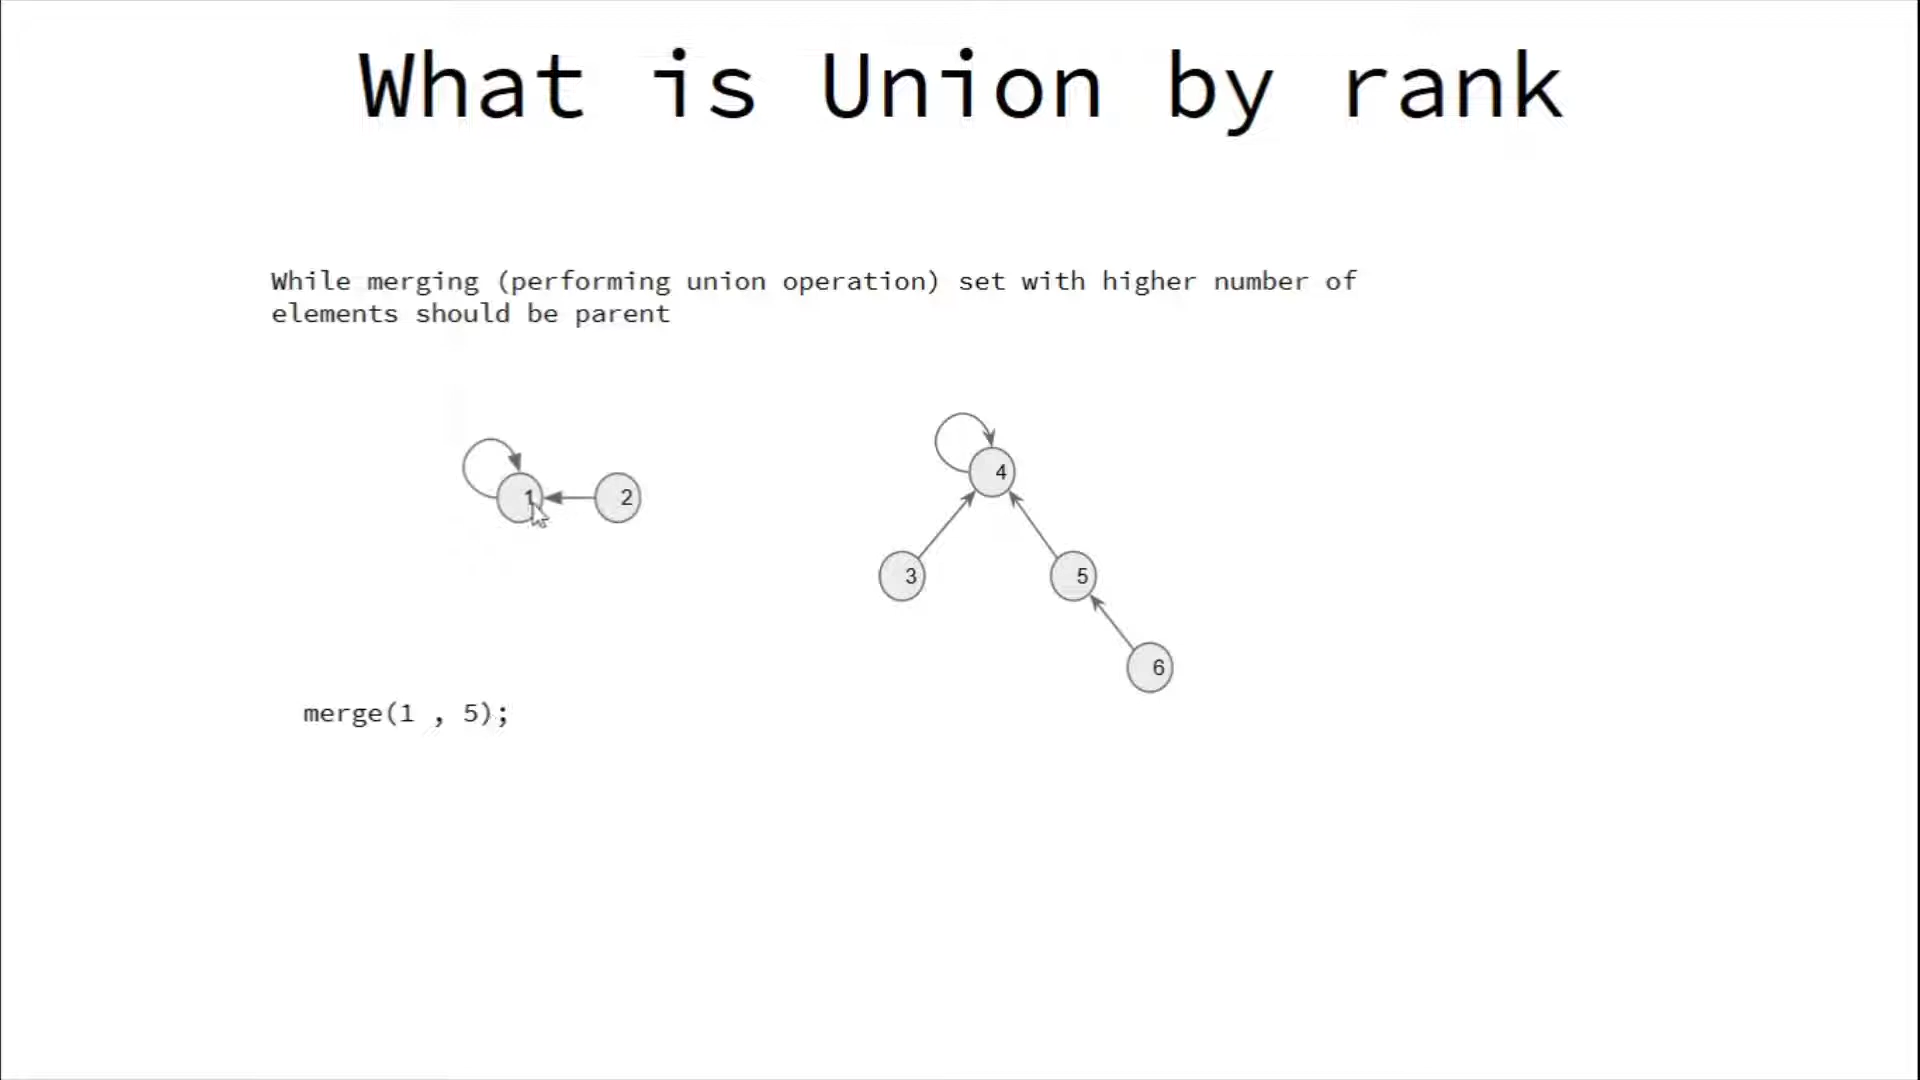 What is Union by rank
While merging (performing union operation) set with higher number of
elements should be parent
1
2
4
3
5
6
merge(1 , 5);